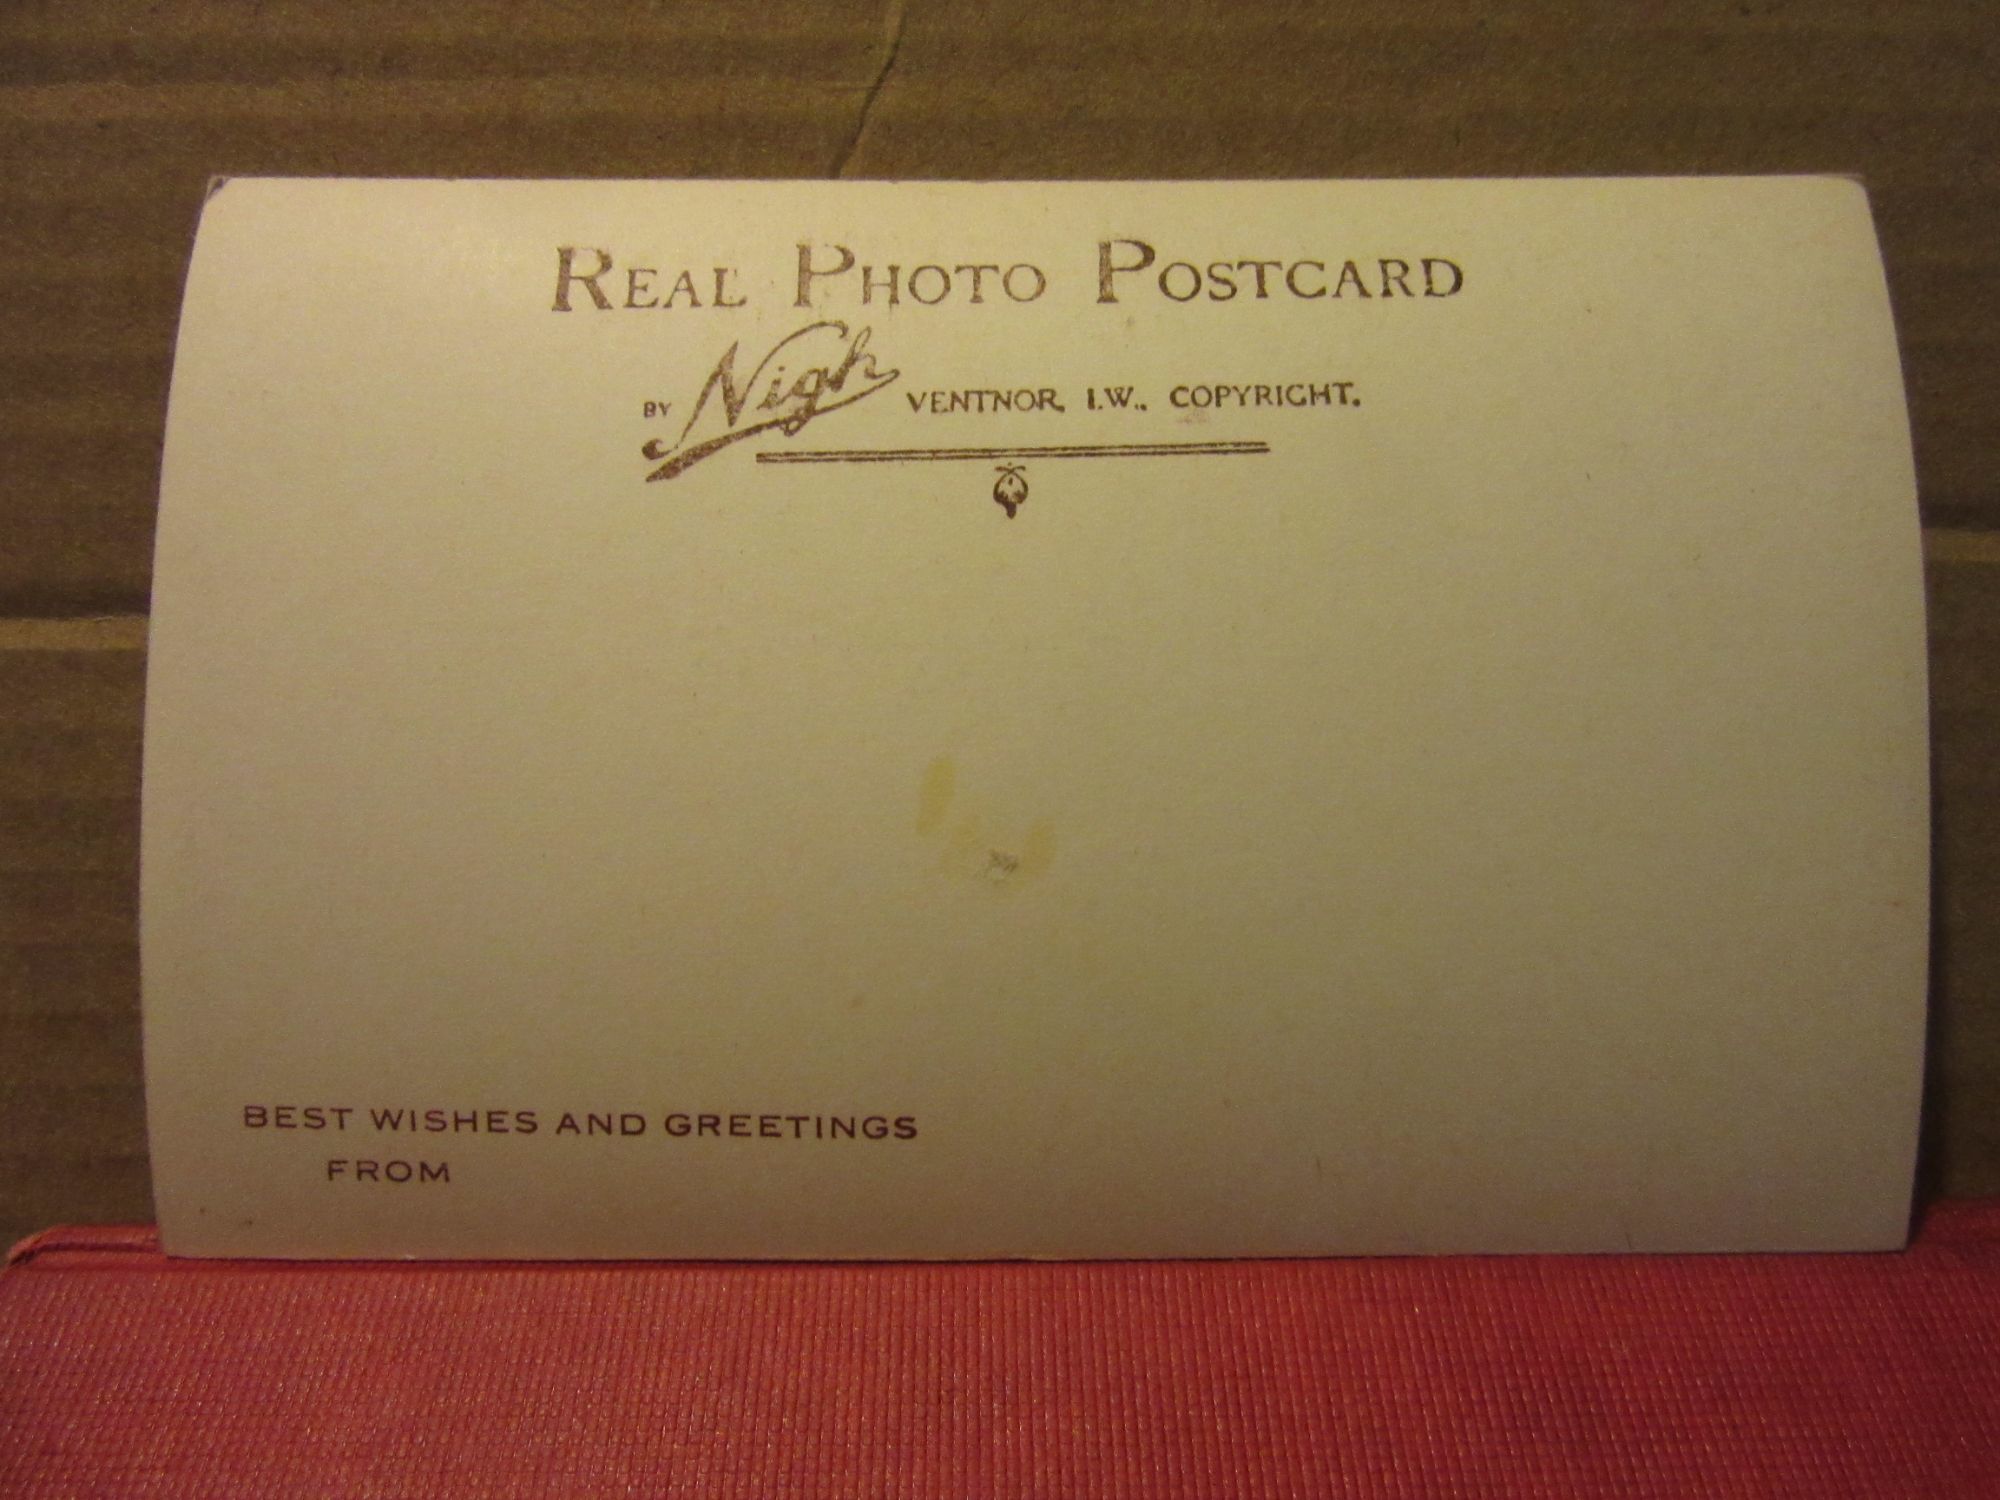 REAL PHOTO POSTCARD
BY Nigh VENTNOR I.W., COPYRIGHT.
BEST WISHES AND GREETINGS
FROM